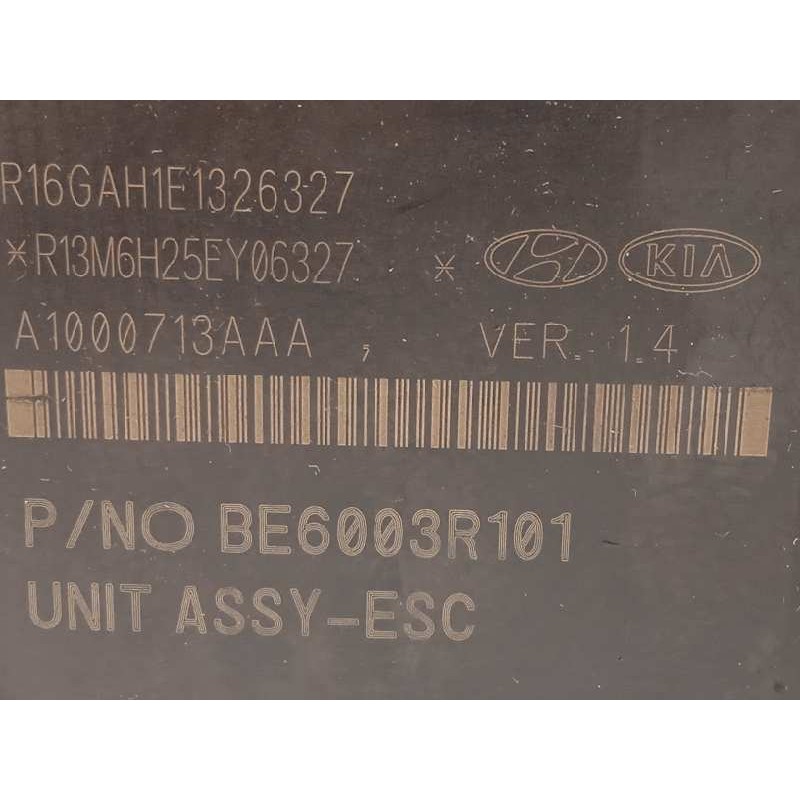 R16GAH1E1326327
*R13M6H25EY06327 * KIA
A1000713AAA , VER. 1.4
P/NO BE6003R101
UNIT ASSY-ESC